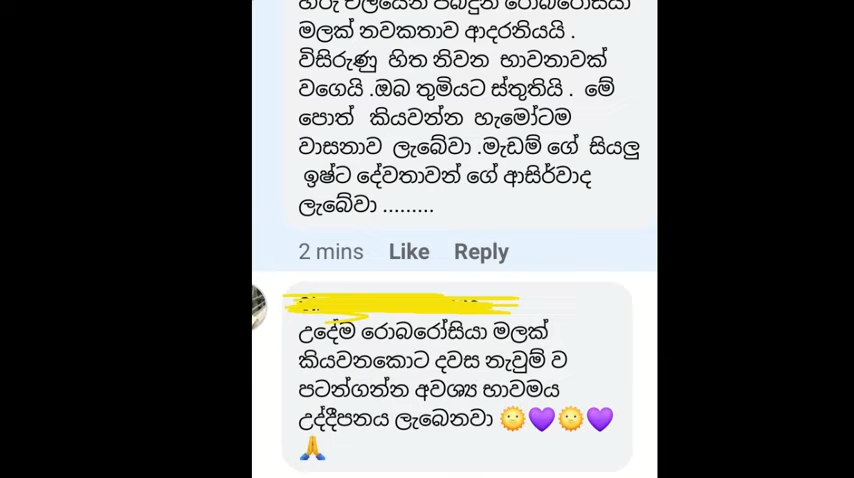 මලක් නවකතාව ආදරනියයි .
විසිරුණු හිත නිවන භාවනාවක්
වගෙයි .ඔබ තුමියට ස්තුතියි . මේ
පොත් කියවන්න හැමෝටම
වාසනාව ලැබේවා .මැඩම් ගේ සියලු
ඉෂ්ට දේවතාවන් ගේ ආසිර්වාද
ලැබේවා .........
2 mins Like Reply
උදේම රොබරෝසියා මලක්
කියවනකොට දවස නැවුම් ව
පටන්ගන්න අවශ්‍ය භාවමය
උද්දීපනය ලැබෙනවා 🌞💜🌞💜
🙏